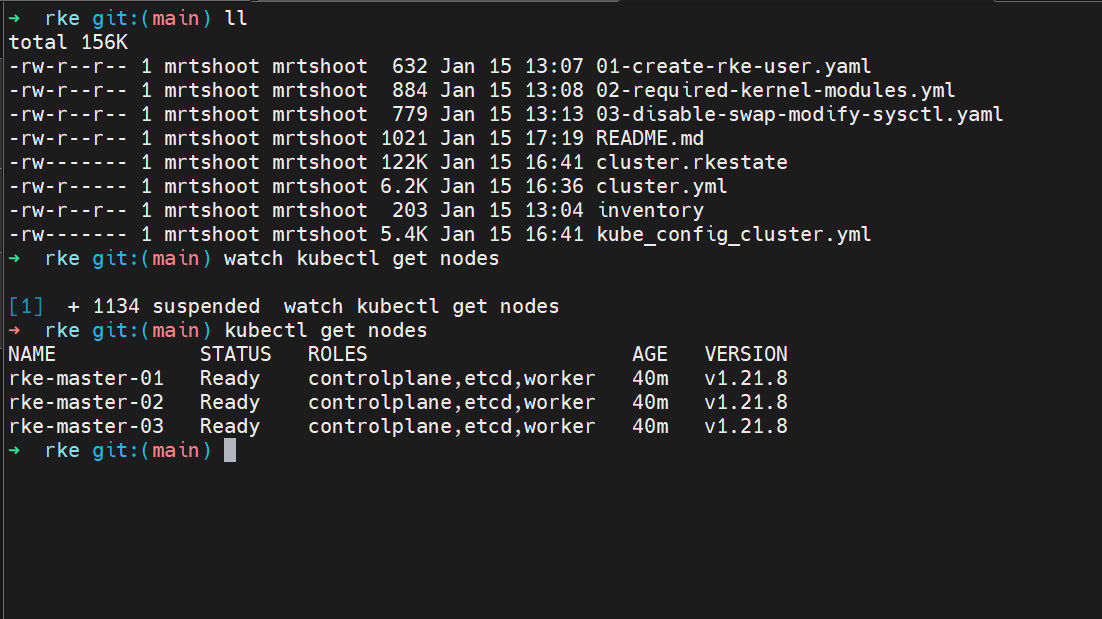 ➜  rke git:(main) ll
total 156K
-rw-r--r-- 1 mrtshoot mrtshoot  632 Jan 15 13:07 01-create-rke-user.yaml
-rw-r--r-- 1 mrtshoot mrtshoot  884 Jan 15 13:08 02-required-kernel-modules.yml
-rw-r--r-- 1 mrtshoot mrtshoot  779 Jan 15 13:13 03-disable-swap-modify-sysctl.yaml
-rw-r--r-- 1 mrtshoot mrtshoot 1021 Jan 15 17:19 README.md
-rw------- 1 mrtshoot mrtshoot 122K Jan 15 16:41 cluster.rkestate
-rw-r----- 1 mrtshoot mrtshoot 6.2K Jan 15 16:36 cluster.yml
-rw-r--r-- 1 mrtshoot mrtshoot  203 Jan 15 13:04 inventory
-rw------- 1 mrtshoot mrtshoot 5.4K Jan 15 16:41 kube_config_cluster.yml
➜  rke git:(main) watch kubectl get nodes
[1]  + 1134 suspended  watch kubectl get nodes
➜  rke git:(main) kubectl get nodes
NAME            STATUS   ROLES                      AGE   VERSION
rke-master-01   Ready    controlplane,etcd,worker   40m   v1.21.8
rke-master-02   Ready    controlplane,etcd,worker   40m   v1.21.8
rke-master-03   Ready    controlplane,etcd,worker   40m   v1.21.8
➜  rke git:(main)